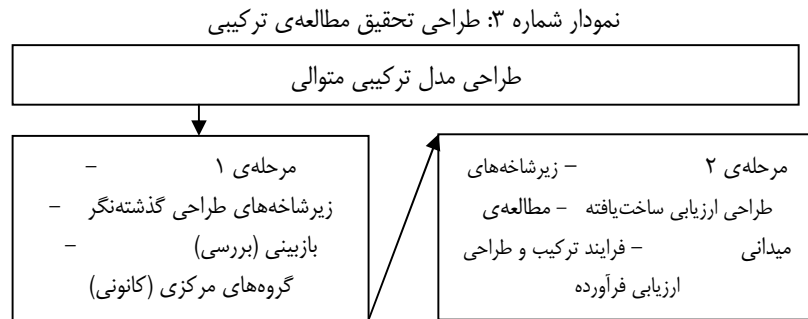 نمودار شماره ۳: طراحی تحقیق مطالعه‌ی ترکیبی
طراحی مدل ترکیبی متوالی
مرحله‌ی ۱ –
زیرشاخه‌های طراحی گذشته‌نگر –
بازبینی (بررسی) –
گروه‌های مرکزی (کانونی)
مرحله‌ی ۲ – زیرشاخه‌های
طراحی ارزیابی ساخت‌یافته – مطالعه‌ی
میدانی – فرایند ترکیب و طراحی
ارزیابی فرآورده